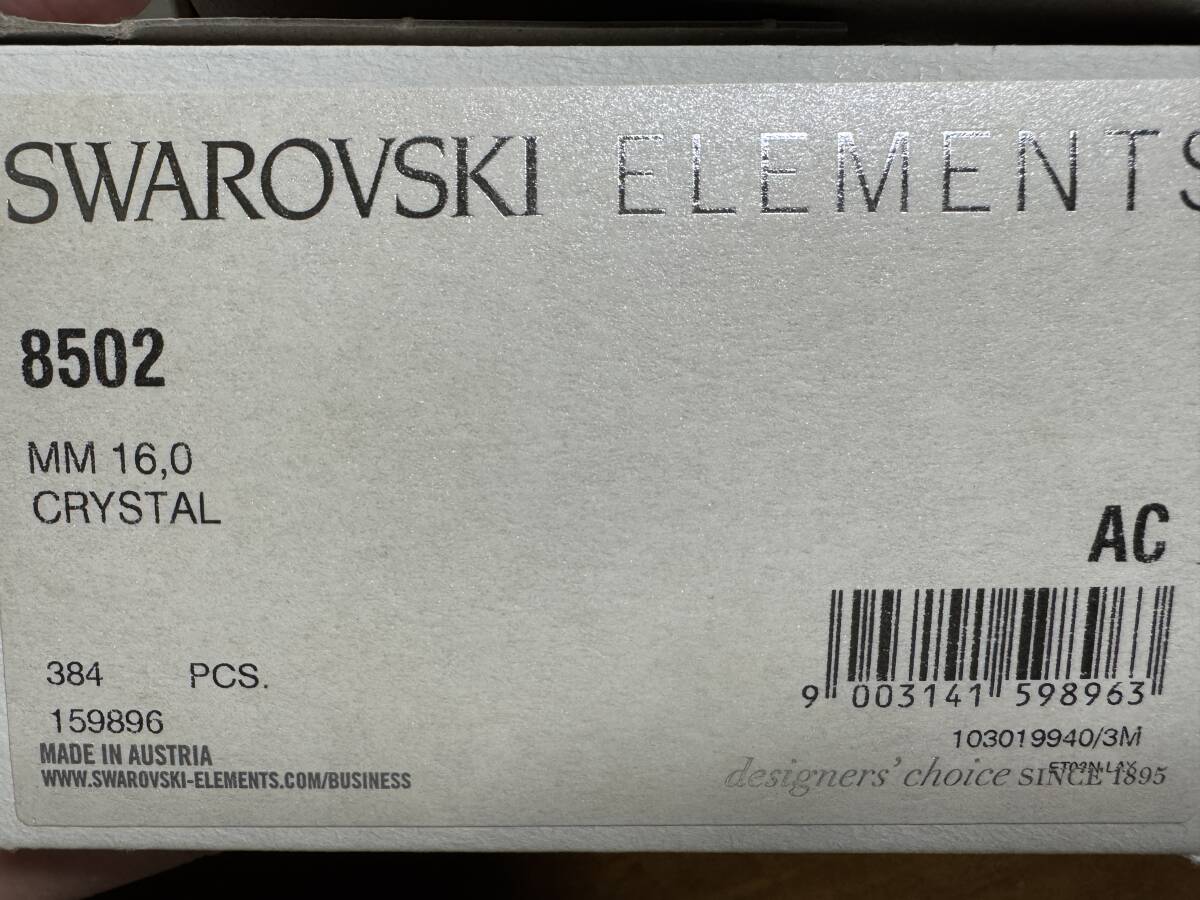 SWAROVSKI ELEMENTS
8502
MM 16,0
CRYSTAL
AC
384 PCS.
159896
MADE IN AUSTRIA
WWW.SWAROVSKI-ELEMENTS.COM/BUSINESS
9 003141 598963
103019940/3M
designers' choice SINCE 1895